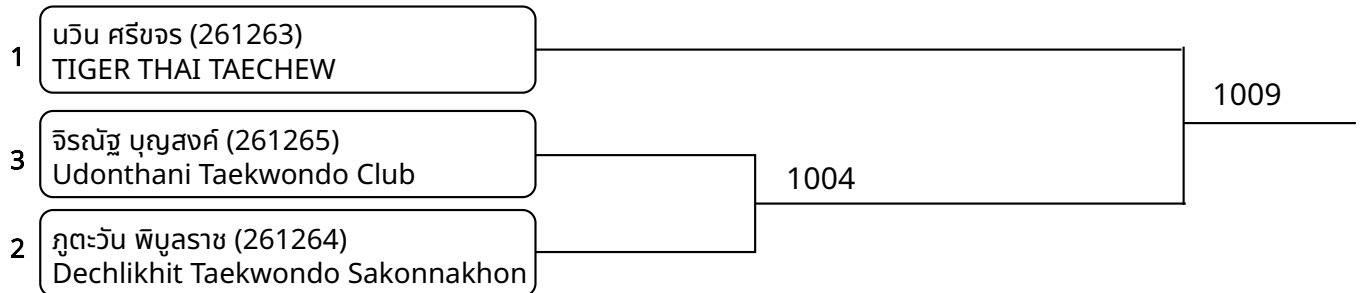 1
นวิน ศรีขจร (261263)
TIGER THAI TAECHEW
1009
3
จิรณัฐ บุญสงค์ (261265)
Udonthani Taekwondo Club
1004
2
ภูตะวัน พิบูลราช (261264)
Dechlikhit Taekwondo Sakonnakhon